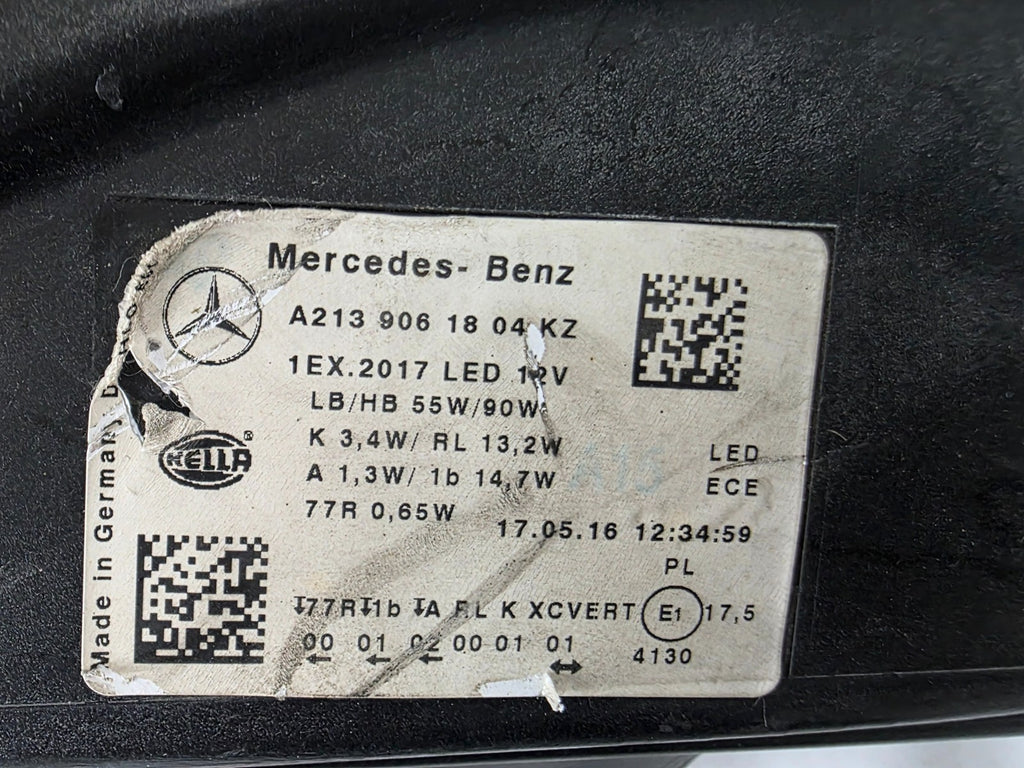 Mercedes- Benz
A213 906 18 04 KZ
1EX.2017 LED 12V
LB/HB 55W/90W
K 3,4W/ RL 13,2W
A 1,3W/ 1b 14,7W
77R 0,65W
LED
ECE
17.05.16 12:34:59
PL
77R 1b A RL K XCVERT E1 17,5
00 01 02 00 01 01
4130
HELLA®
Made in Germany